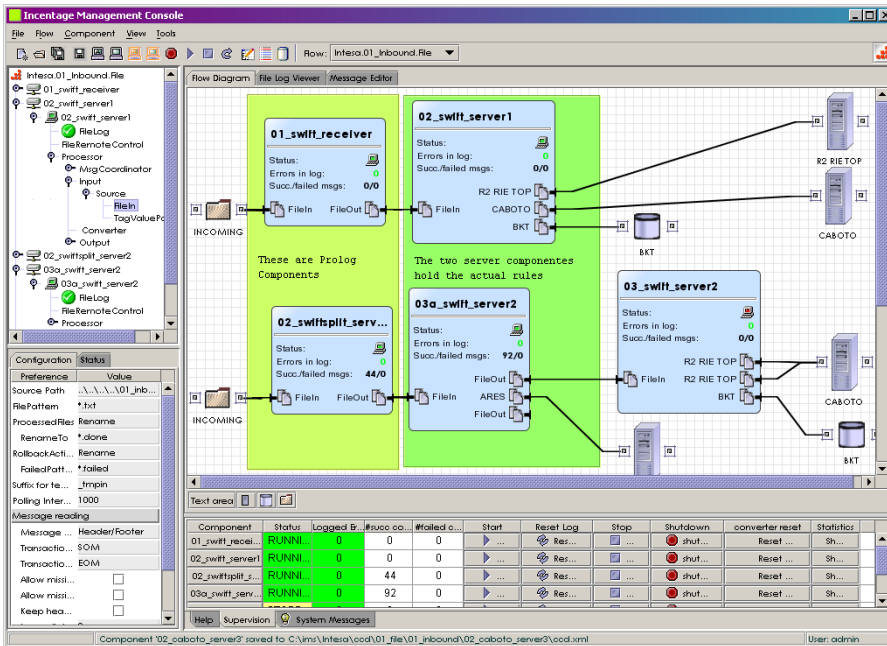 Incentage Management Console
File Flow Component View Tools
Flow: Intesa.01_Inbound.File
Intesa.01_Inbound.File
01_swift_receiver
02_swift_server1
02_swift_server1
FileLog
FileRemoteControl
Processor
MsgCoordinator
Input
Source
FileIn
TagValuePa
Converter
Output
02_swiftsplit_server2
03a_swift_server2
03a_swift_server2
FileLog
FileRemoteControl
Processor
Configuration Status
Preference Value
Source Path ..\..\..\..\01_inb...
FilePattern *.txt
ProcessedFiles Rename
RenameTo *.done
RollbackActi... Rename
FailedPatt... *.failed
Suffix for te... _tmpin
Polling Inter... 1000
Message reading
Message ... Header/Footer
Transactio... SOM
Transactio... EOM
Allow missi...
Allow missi...
Keep hea...
Flow Diagram File Log Viewer Message Editor
01_swift_receiver
Status:
Errors in log: 0
Succ./failed msgs: 0/0
FileIn FileOut
INCOMING
02_swift_server1
Status:
Errors in log: 0
Succ./failed msgs: 0/0
R2 RIE TOP
FileIn CABOTO
BKT
R2 RIE TOP
CABOTO
BKT
These are Prolog
Components
The two server componentes
hold the actual rules
02_swiftsplit_serv...
Status:
Errors in log: 0
Succ./failed msgs: 44/0
FileIn FileOut
INCOMING
03a_swift_server2
Status:
Errors in log: 0
Succ./failed msgs: 92/0
FileOut
FileIn ARES
FileOut
03_swift_server2
Status:
Errors in log: 0
Succ./failed msgs: 0/0
R2 RIE TOP
FileIn R2 RIE TOP
BKT
CABOTO
BKT
Text area
Component Status Logged Er... #succ co... #failed c... Start Reset Log Stop Shutdown converter reset Statistics
01_swift_recei... RUNNI... 0 0 0 ... Res... ... shut... Reset ... Sh...
02_swift_server1 RUNNI... 0 0 0 ... Res... ... shut... Reset ... Sh...
02_swiftsplit_s... RUNNI... 0 44 0 ... Res... ... shut... Reset ... Sh...
03a_swift_serv... RUNNI... 0 92 0 ... Res... ... shut... Reset ... Sh...
Help Supervision System Messages
Component '02_caboto_server3' saved to C:\ims\Intesa\ccd\01_file\01_inbound\02_caboto_server3\ccd.xml
User: admin